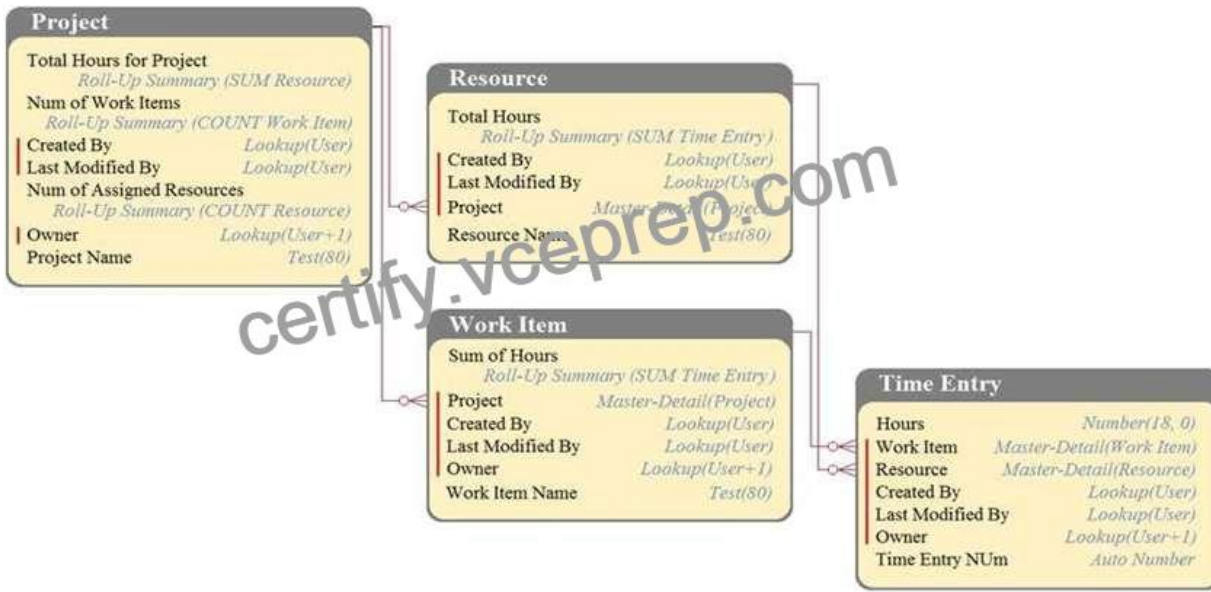 Project
Total Hours for Project
Roll-Up Summary (SUM Resource)
Num of Work Items
Roll-Up Summary (COUNT Work Item)
Created By Lookup(User)
Last Modified By Lookup(User)
Num of Assigned Resources
Roll-Up Summary (COUNT Resource)
Owner Lookup(User+1)
Project Name Test(80)
Resource
Total Hours
Roll-Up Summary (SUM Time Entry)
Created By Lookup(User)
Last Modified By Lookup(User)
Project Master-Detail(Project)
Resource Name Test(80)
certify.vceprep.com
Work Item
Sum of Hours
Roll-Up Summary (SUM Time Entry)
Project Master-Detail(Project)
Created By Lookup(User)
Last Modified By Lookup(User)
Owner Lookup(User+1)
Work Item Name Test(80)
Time Entry
Hours Number(18, 0)
Work Item Master-Detail(Work Item)
Resource Master-Detail(Resource)
Created By Lookup(User)
Last Modified By Lookup(User)
Owner Lookup(User+1)
Time Entry NUm Auto Number